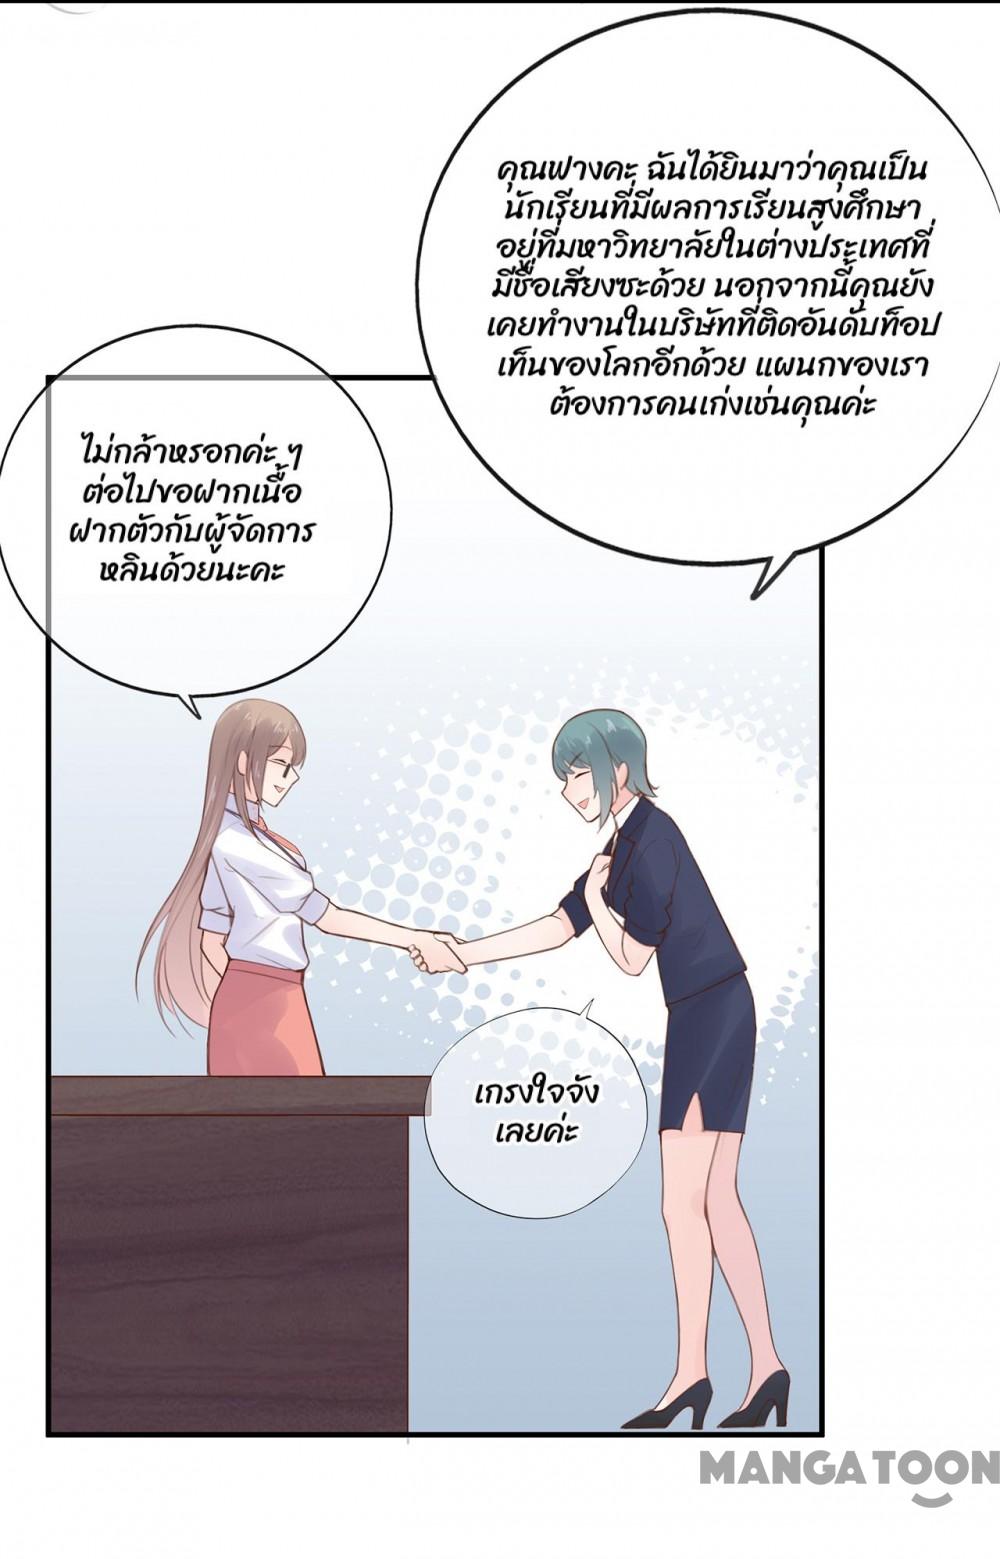 คุณฟางคะ ฉันได้ยินมาว่าคุณเป็น
นักเรียนที่มีผลการเรียนสูงศึกษา
อยู่ที่มหาวิทยาลัยในต่างประเทศที่
มีชื่อเสียงซะด้วย นอกจากนี้คุณยัง
เคยทำงานในบริษัทที่ติดอันดับท็อป
เท็นของโลกอีกด้วย แผนกของเรา
ต้องการคนเก่งเช่นคุณค่ะ
ไม่กล้าหรอกค่ะ ๆ
ต่อไปขอฝากเนื้อ
ฝากตัวกับผู้จัดการ
หลินด้วยนะคะ
เกรงใจจัง
เลยค่ะ
MANGATOON